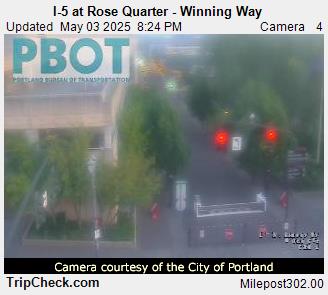 I-5 at Rose Quarter - Winning Way
Updated May 03 2025 8:24 PM Camera 4
PBOT
PORTLAND BUREAU OF TRANSPORTATION
Camera courtesy of the City of Portland
TripCheck.com Milepost302.00